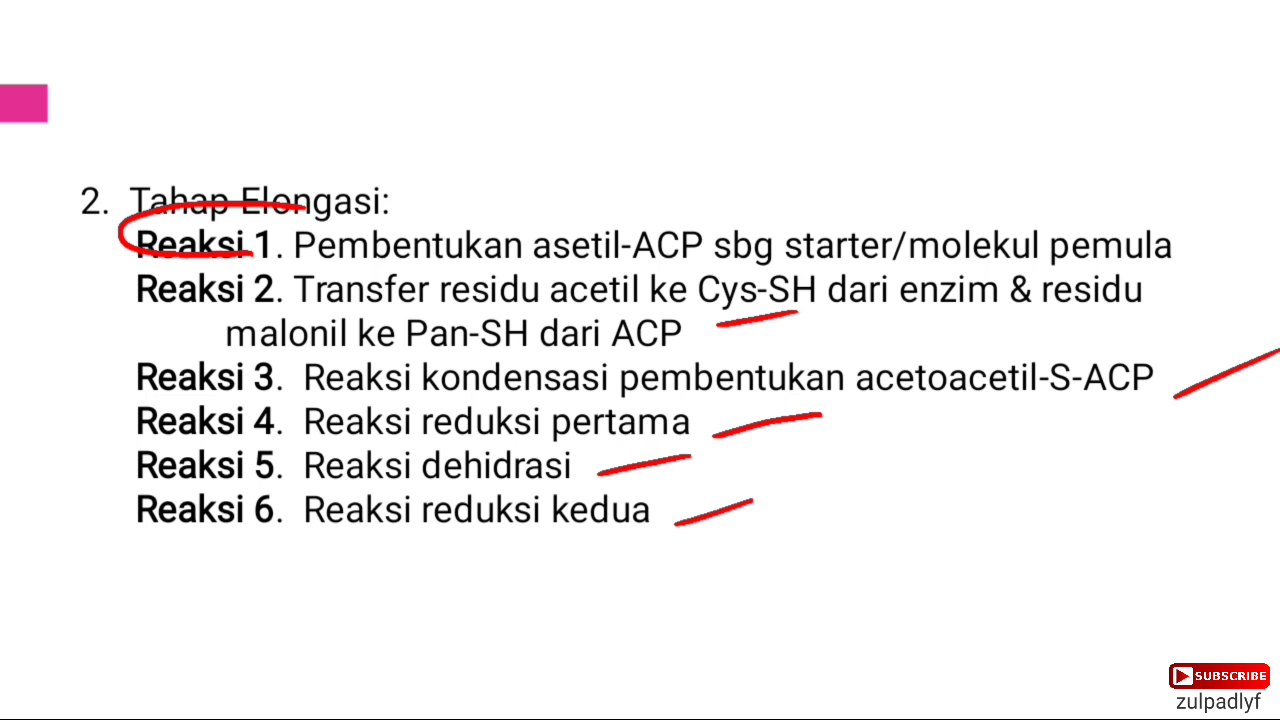 2. Tahap Elongasi:
Reaksi 1. Pembentukan asetil-ACP sbg starter/molekul pemula
Reaksi 2. Transfer residu acetil ke Cys-SH dari enzim & residu
malonil ke Pan-SH dari ACP
Reaksi 3. Reaksi kondensasi pembentukan acetoacetil-S-ACP
Reaksi 4. Reaksi reduksi pertama
Reaksi 5. Reaksi dehidrasi
Reaksi 6. Reaksi reduksi kedua
SUBSCRIBE
zulpadlyf